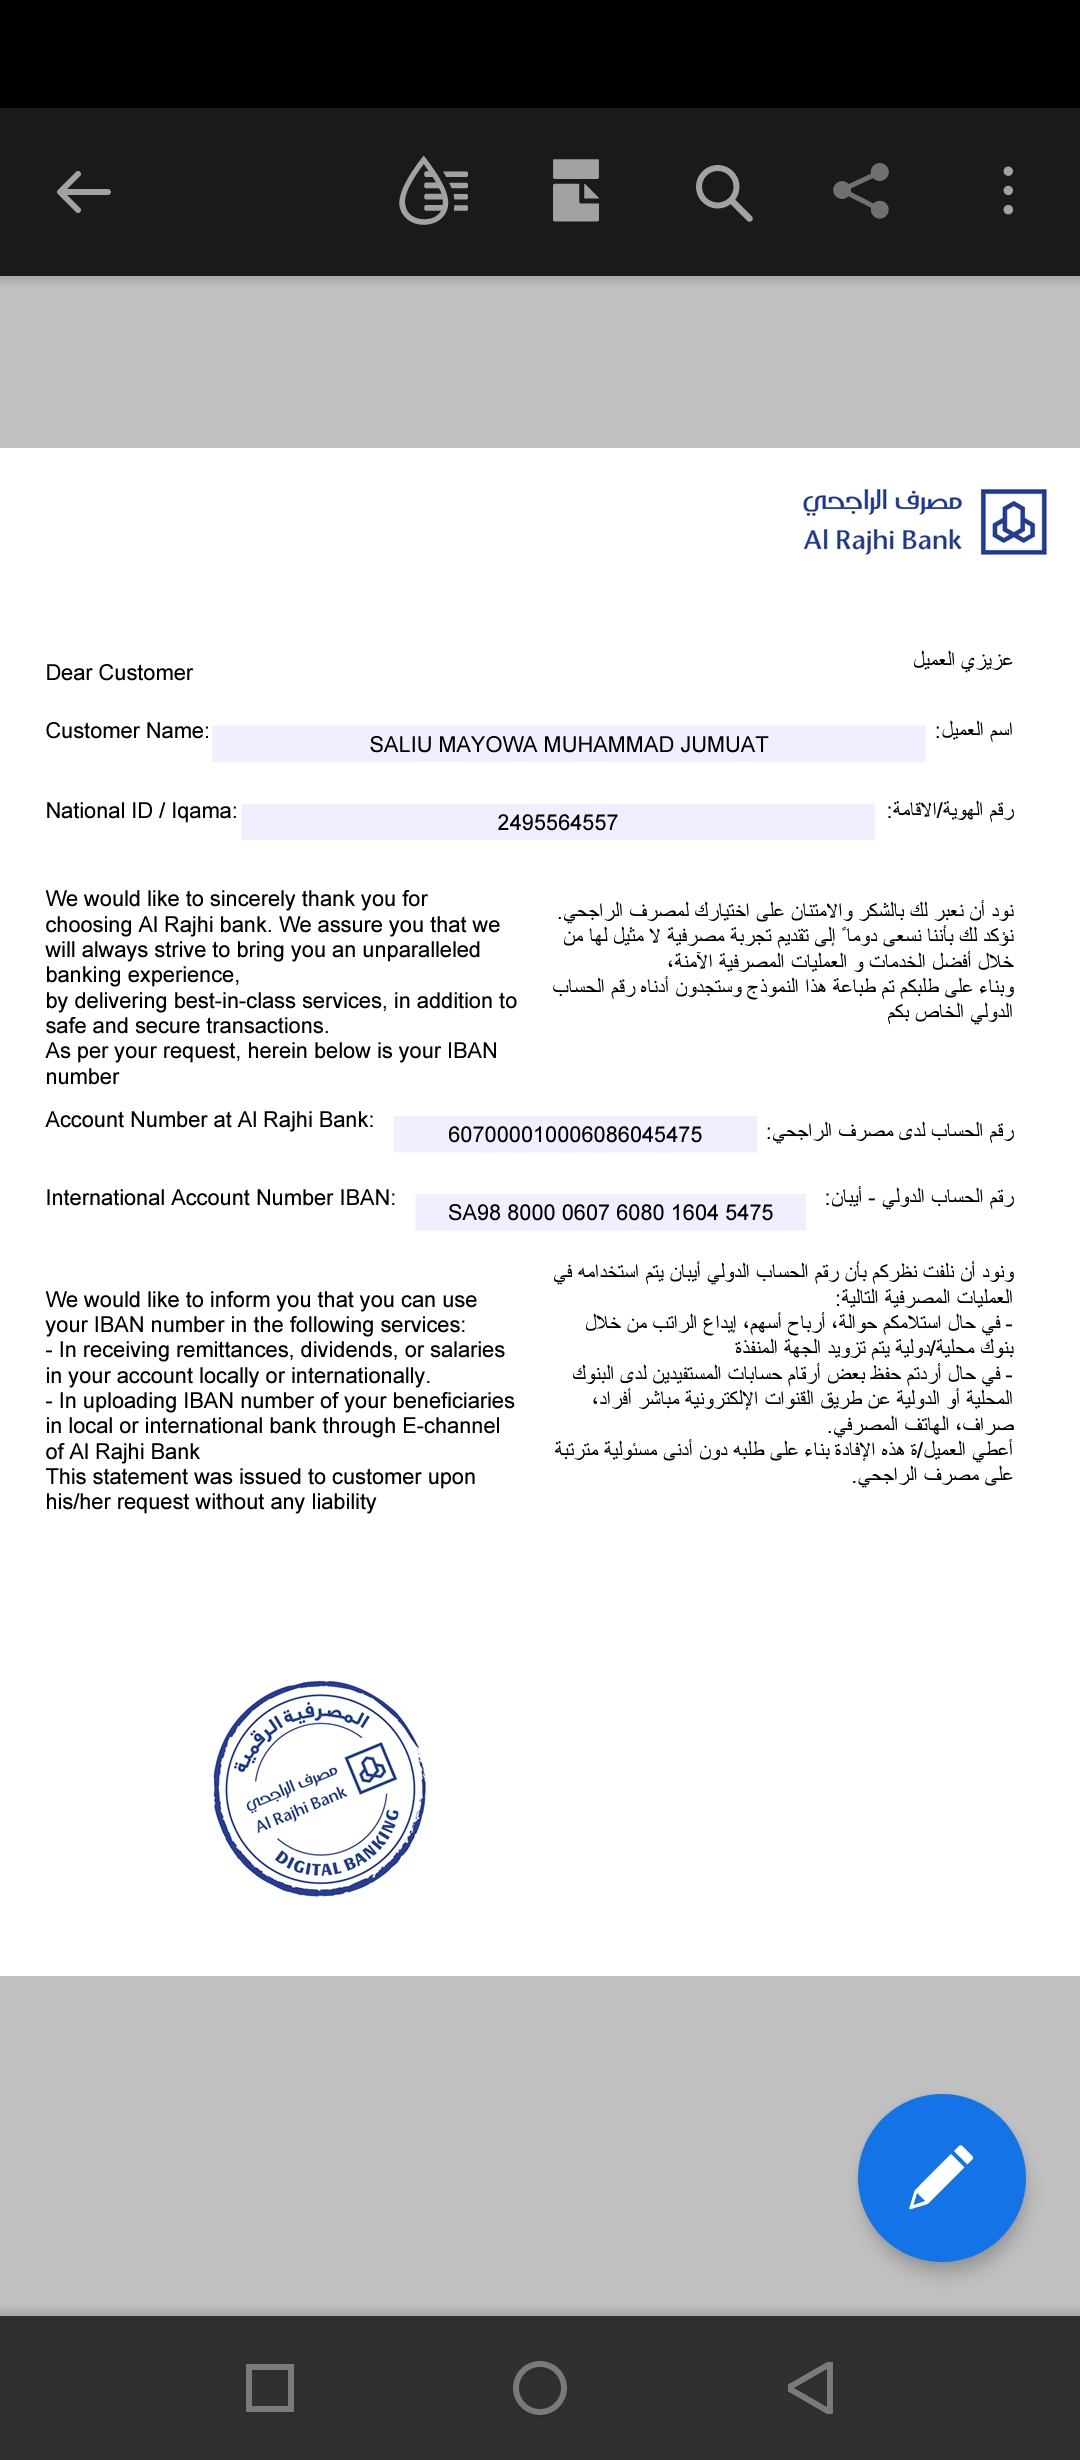 مصرف الراجحي
Al Rajhi Bank
Dear Customer
عزيزي العميل
Customer Name:
SALIU MAYOWA MUHAMMAD JUMUAT
اسم العميل:
National ID / Iqama:
2495564557
رقم الهوية/الاقامة:
We would like to sincerely thank you for
choosing Al Rajhi bank. We assure you that we
will always strive to bring you an unparalleled
banking experience,
by delivering best-in-class services, in addition to
safe and secure transactions.
As per your request, herein below is your IBAN
number
نود أن نعبر لك بالشكر والامتنان على اختيارك لمصرف الراجحي.
نؤكد لك بأننا نسعى دوماً إلى تقديم تجربة مصرفية لا مثيل لها من
خلال أفضل الخدمات و العمليات المصرفية الآمنة،
وبناء على طلبكم تم طباعة هذا النموذج وستجدون أدناه رقم الحساب
الدولي الخاص بكم
Account Number at Al Rajhi Bank:
607000010006086045475
رقم الحساب لدى مصرف الراجحي:
International Account Number IBAN:
SA98 8000 0607 6080 1604 5475
رقم الحساب الدولي - أيبان:
We would like to inform you that you can use
your IBAN number in the following services:
- In receiving remittances, dividends, or salaries
in your account locally or internationally.
- In uploading IBAN number of your beneficiaries
in local or international bank through E-channel
of Al Rajhi Bank
This statement was issued to customer upon
his/her request without any liability
ونود أن نلفت نظركم بأن رقم الحساب الدولي أيبان يتم استخدامه في
العمليات المصرفية التالية:
- في حال استلامكم حوالة، أرباح أسهم، إيداع الراتب من خلال
بنوك محلية/دولية يتم تزويد الجهة المنفذة
- في حال أردتم حفظ بعض أرقام حسابات المستفيدين لدى البنوك
المحلية أو الدولية عن طريق القنوات الإلكترونية مباشر أفراد،
صراف، الهاتف المصرفي.
أعطي العميل/ة هذه الإفادة بناء على طلبه دون أدنى مسئولية مترتبة
على مصرف الراجحي.
المصرفية الرقمية
مصرف الراجحي
Al Rajhi Bank
DIGITAL BANKING